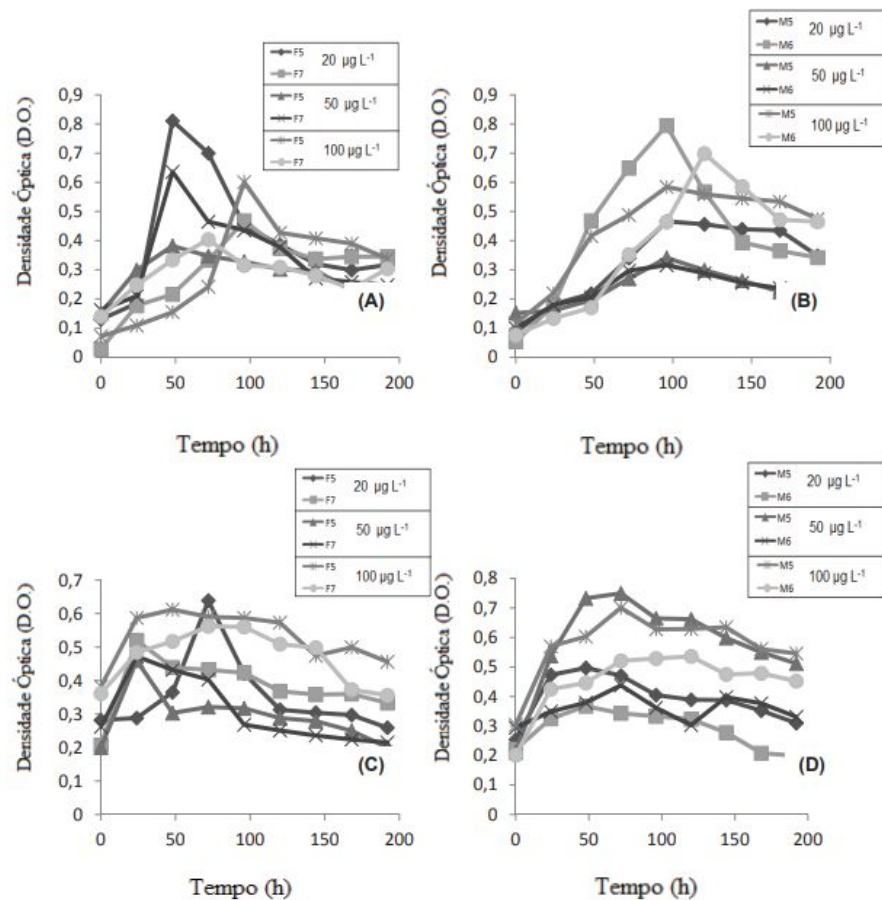 F5
20 µg L-1
F7
F5
50 µg L-1
F7
F5
100 µg L-1
F7
Densidade Óptica (D.O.)
0,9
0,8
0,7
0,6
0,5
0,4
0,3
0,2
0,1
0
0
50
100
150
200
(A)
Tempo (h)
M5
20 µg L-1
M6
M5
50 µg L-1
M6
M5
100 µg L-1
M6
Densidade Óptica (D.O.)
0,9
0,8
0,7
0,6
0,5
0,4
0,3
0,2
0,1
0
0
50
100
150
200
(B)
Tempo (h)
F5
20 µg L-1
F7
F5
50 µg L-1
F7
F5
100 µg L-1
F7
Densidade Óptica (D.O.)
0,7
0,6
0,5
0,4
0,3
0,2
0,1
0
0
50
100
150
200
(C)
Tempo (h)
M5
20 µg L-1
M6
M5
50 µg L-1
M6
M5
100 µg L-1
M6
Densidade Óptica (D.O.)
0,8
0,7
0,6
0,5
0,4
0,3
0,2
0,1
0
0
50
100
150
200
(D)
Tempo (h)